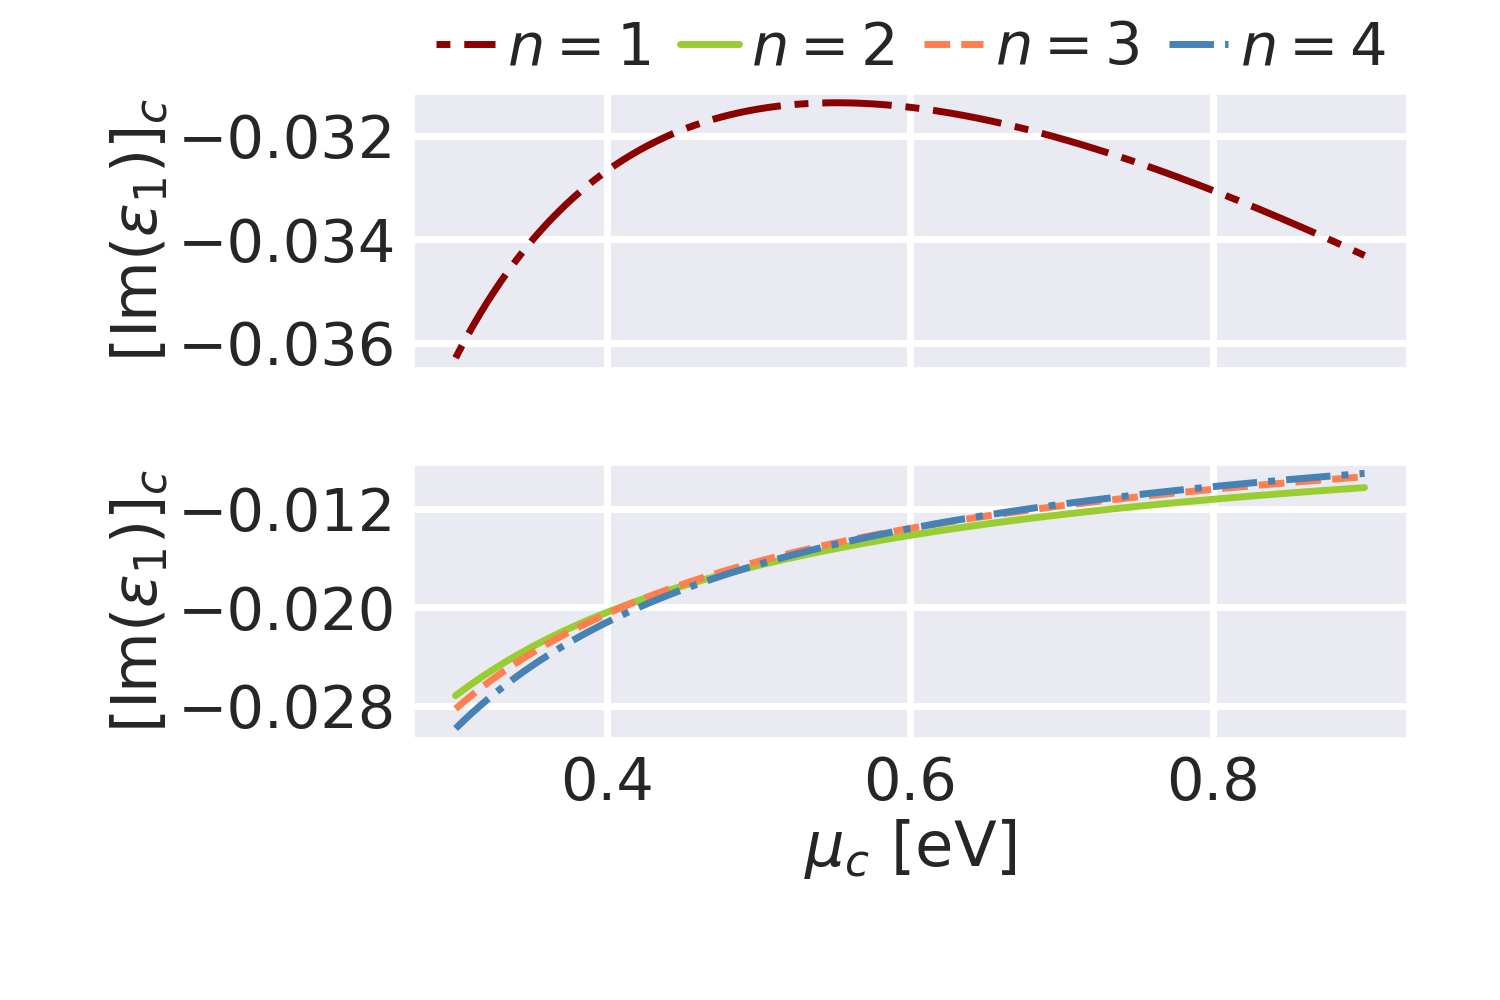 n = 1 n = 2 n = 3 n = 4
[Im(ε₁)]c
−0.032
−0.034
−0.036
[Im(ε₁)]c
−0.012
−0.020
−0.028
0.4 0.6 0.8
μc [eV]